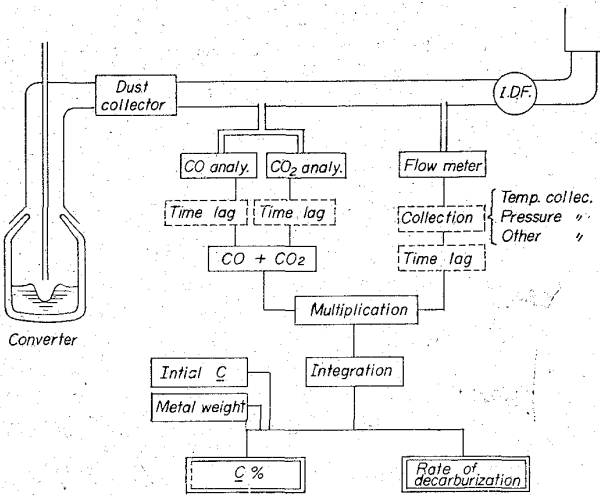 Dust
collector
I.D.F.
CO analy.
CO2 analy.
Flow meter
Time lag
Time lag
Collection
Temp. collec.
Pressure 〃
Other 〃
CO + CO2
Time lag
Multiplication
Converter
Intial C
Integration
Metal weight
C %
Rate of
decarburization